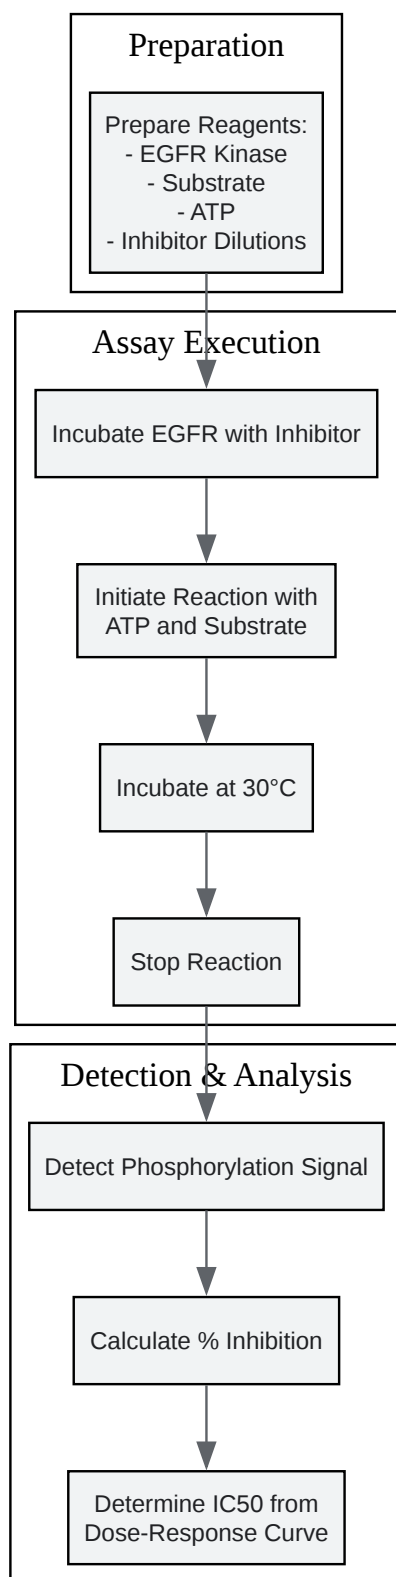 Preparation
Prepare Reagents:
- EGFR Kinase
- Substrate
- ATP
- Inhibitor Dilutions
Assay Execution
Incubate EGFR with Inhibitor
Initiate Reaction with
ATP and Substrate
Incubate at 30°C
Stop Reaction
Detection & Analysis
Detect Phosphorylation Signal
Calculate % Inhibition
Determine IC50 from
Dose-Response Curve